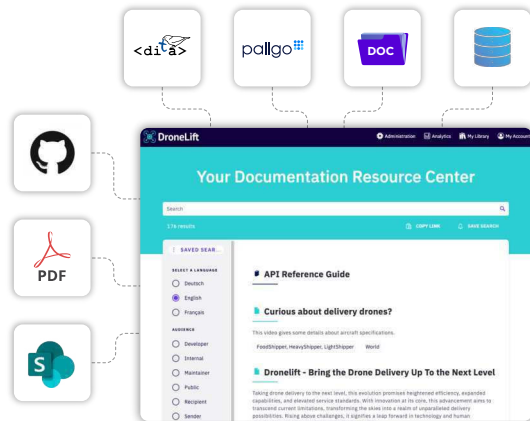 <dita>
pallgo
DOC
PDF
S
DroneLift
Administration
Analytics
My Library
My Account
Your Documentation Resource Center
Search
176 results
COPY LINK
SAVE SEARCH
SAVED SEAR...
SELECT A LANGUAGE
Deutsch
English
Français
AUDIENCE
Developer
Internal
Maintainer
Public
Recipient
Sender
API Reference Guide
Curious about delivery drones?
This video gives some details about aircraft specifications.
FoodShipper, HeavyShipper, LightShipper World
Dronelift - Bring the Drone Delivery Up To the Next Level
Taking drone delivery to the next level, this evolution promises heightened efficiency, expanded
capabilities, and elevated service standards. With innovation at its core, this advancement aims to
transcend current limitations, transforming the skies into a realm of unparalleled delivery
possibilities. Rising above challenges, it signifies a leap forward in technology and human